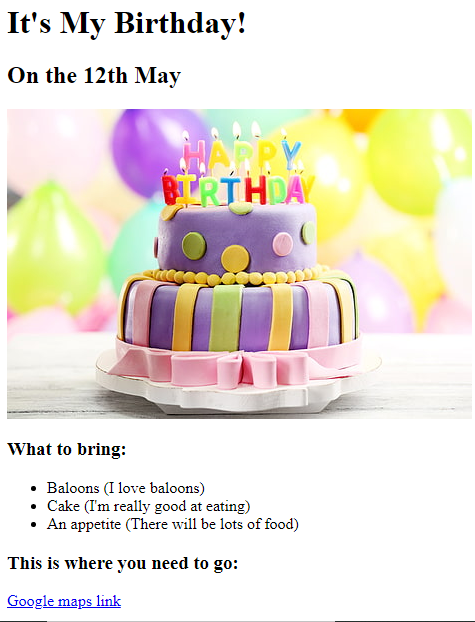 It's My Birthday!
On the 12th May
HAPPY
BIRTHDAY
What to bring:
Baloons (I love baloons)
Cake (I'm really good at eating)
An appetite (There will be lots of food)
This is where you need to go:
Google maps link